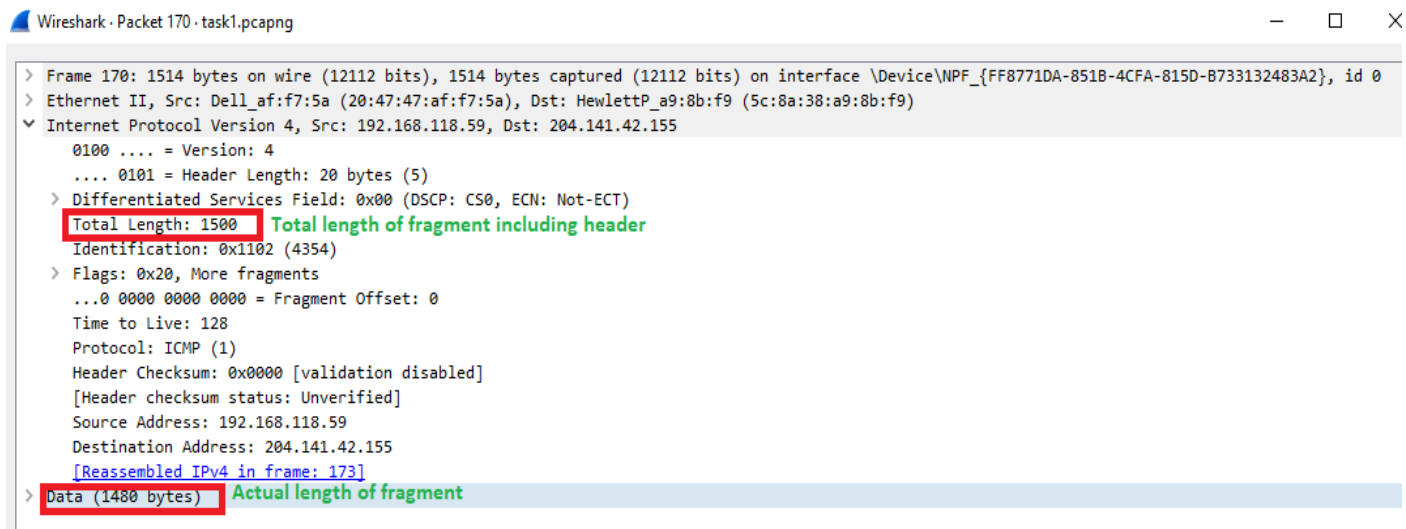 Wireshark · Packet 170 · task1.pcapng
Frame 170: 1514 bytes on wire (12112 bits), 1514 bytes captured (12112 bits) on interface \Device\NPF_{FF8771DA-851B-4CFA-815D-B733132483A2}, id 0
Ethernet II, Src: Dell_af:f7:5a (20:47:47:af:f7:5a), Dst: HewlettP_a9:8b:f9 (5c:8a:38:a9:8b:f9)
Internet Protocol Version 4, Src: 192.168.118.59, Dst: 204.141.42.155
0100 .... = Version: 4
.... 0101 = Header Length: 20 bytes (5)
Differentiated Services Field: 0x00 (DSCP: CS0, ECN: Not-ECT)
Total Length: 1500 Total length of fragment including header
Identification: 0x1102 (4354)
Flags: 0x20, More fragments
...0 0000 0000 0000 = Fragment Offset: 0
Time to Live: 128
Protocol: ICMP (1)
Header Checksum: 0x0000 [validation disabled]
[Header checksum status: Unverified]
Source Address: 192.168.118.59
Destination Address: 204.141.42.155
[Reassembled IPv4 in frame: 173]
Data (1480 bytes) Actual length of fragment